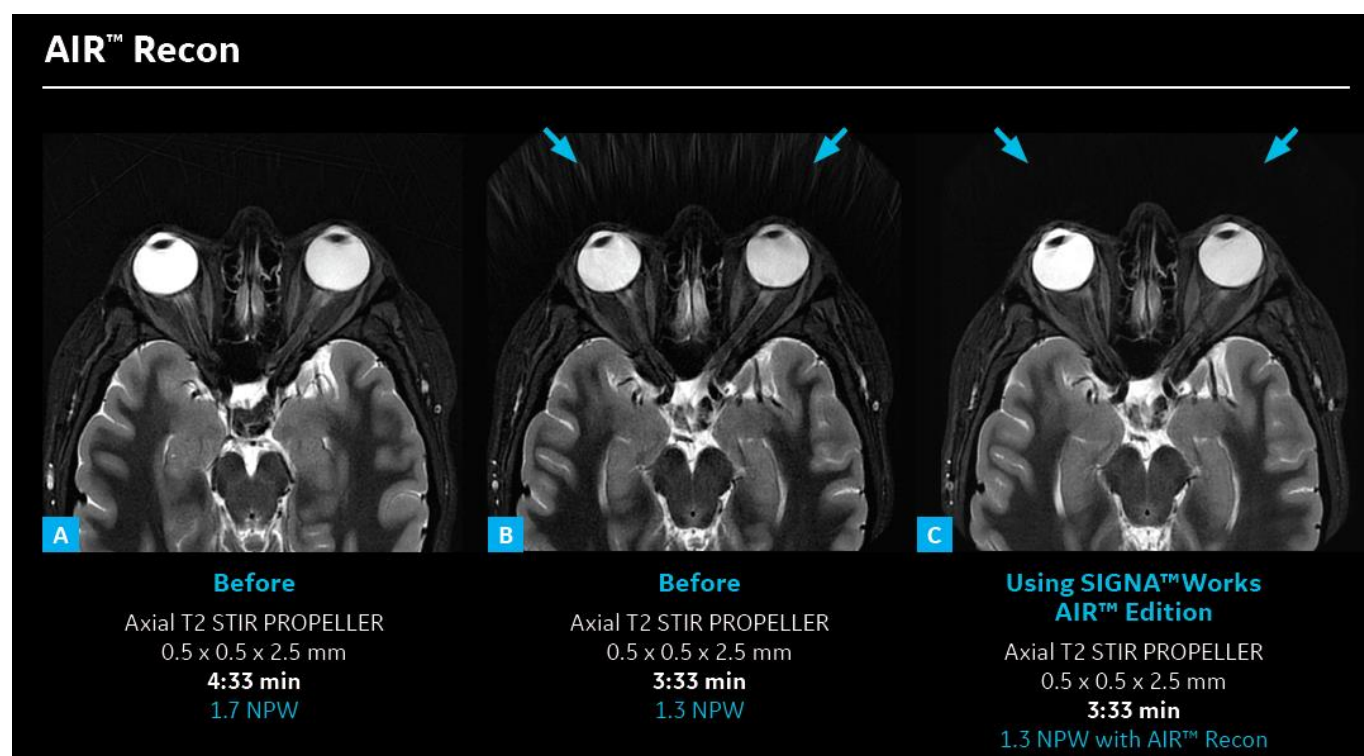 AIR™ Recon
A
B
C
Before
Axial T2 STIR PROPELLER
0.5 x 0.5 x 2.5 mm
4:33 min
1.7 NPW
Before
Axial T2 STIR PROPELLER
0.5 x 0.5 x 2.5 mm
3:33 min
1.3 NPW
Using SIGNA™Works
AIR™ Edition
Axial T2 STIR PROPELLER
0.5 x 0.5 x 2.5 mm
3:33 min
1.3 NPW with AIR™ Recon